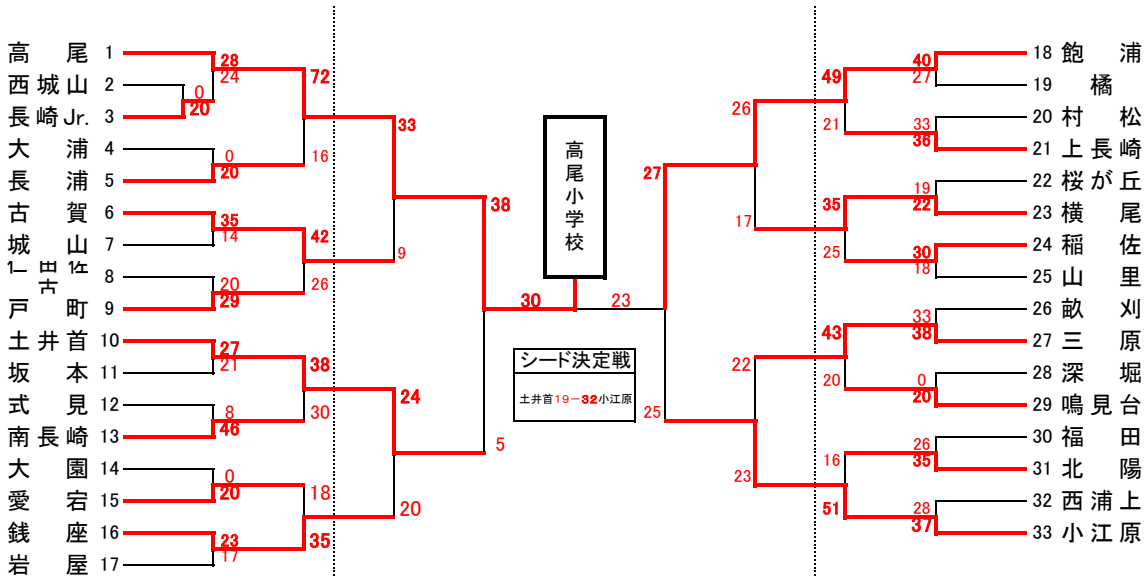 高尾 1
西城山 2
長崎Jr. 3
大浦 4
長浦 5
古賀 6
城山 7
仁田佐古 8
戸町 9
土井首 10
坂本 11
式見 12
南長崎 13
大園 14
愛宕 15
銭座 16
岩屋 17
28
24
0
20
0
20
35
14
20
29
27
21
8
46
0
20
23
17
72
16
42
26
38
30
18
35
33
9
24
20
38
5
30
23
高尾小学校
シード決定戦
土井首19−32小江原
27
25
26
17
22
23
49
21
35
25
43
20
16
51
40
27
33
36
19
22
30
18
33
38
0
20
26
35
28
37
18 飽浦
19 橘
20 村松
21 上長崎
22 桜が丘
23 横尾
24 稲佐
25 山里
26 畝刈
27 三原
28 深堀
29 鳴見台
30 福田
31 北陽
32 西浦上
33 小江原